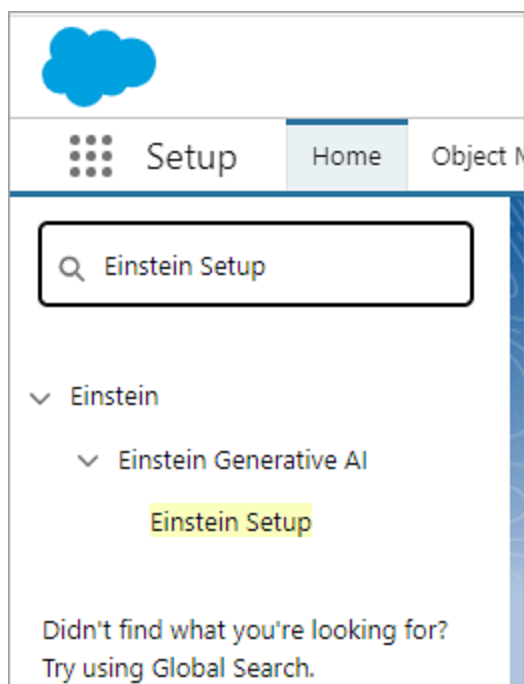 Setup
Home
Object
Einstein Setup
Einstein
Einstein Generative AI
Einstein Setup
Didn't find what you're looking for?
Try using Global Search.